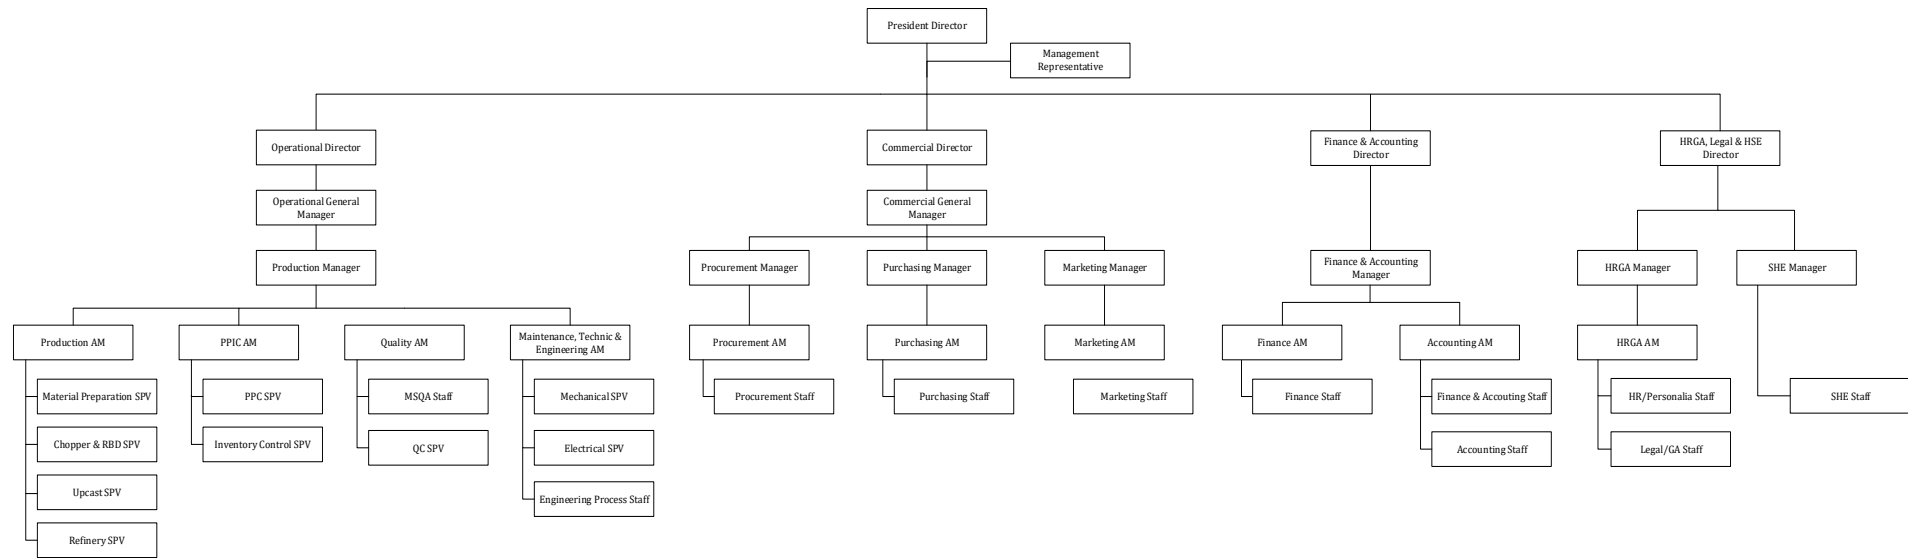 President Director
Management
Representative
Operational Director
Commercial Director
Finance & Accounting
Director
HRGA, Legal & HSE
Director
Operational General
Manager
Commercial General
Manager
Production Manager
Procurement Manager
Purchasing Manager
Marketing Manager
Finance & Accounting
Manager
HRGA Manager
SHE Manager
Production AM
PPIC AM
Quality AM
Maintenance, Technic &
Engineering AM
Procurement AM
Purchasing AM
Marketing AM
Finance AM
Accounting AM
HRGA AM
Material Preparation SPV
PPC SPV
MSQA Staff
Mechanical SPV
Procurement Staff
Purchasing Staff
Marketing Staff
Finance Staff
Finance & Accouting Staff
HR/Personalia Staff
SHE Staff
Chopper & RBD SPV
Inventory Control SPV
QC SPV
Electrical SPV
Accounting Staff
Legal/GA Staff
Upcast SPV
Engineering Process Staff
Refinery SPV